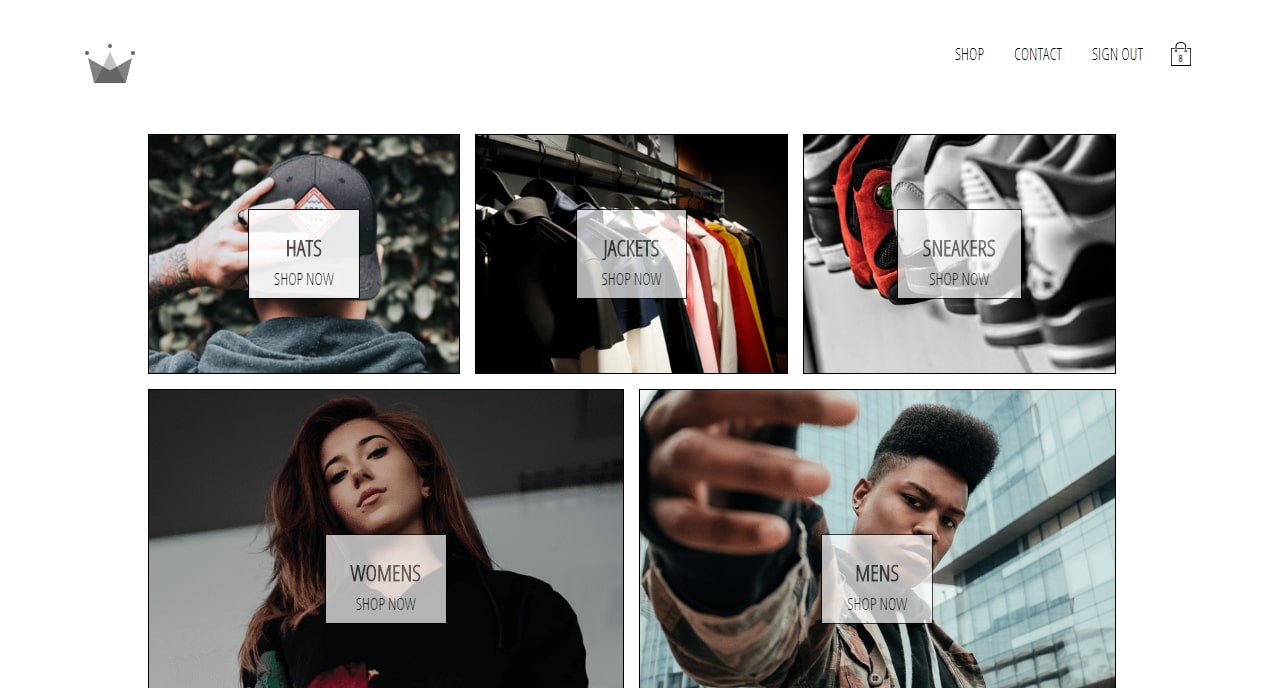 SHOP CONTACT SIGN OUT 8
HATS
SHOP NOW
JACKETS
SHOP NOW
SNEAKERS
SHOP NOW
WOMENS
SHOP NOW
MENS
SHOP NOW